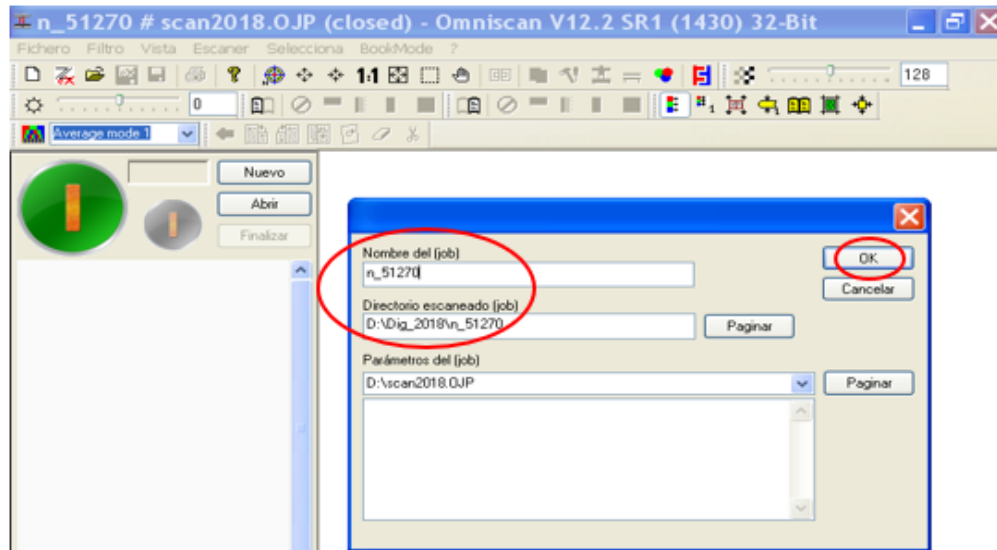 n_51270 # scan2018.OJP (closed) - Omniscan V12.2 SR1 (1430) 32-Bit
Fichero Filtro Vista Escaner Selecciona BookMode ?
1:1 128
0
Average mode 1
Nuevo
Abrir
Finalizar
Nombre del (job)
n_51270
OK
Cancelar
Directorio escaneado (job)
D:\Dig_2018\n_51270
Paginar
Parámetros del (job)
D:\scan2018.OJP
Paginar